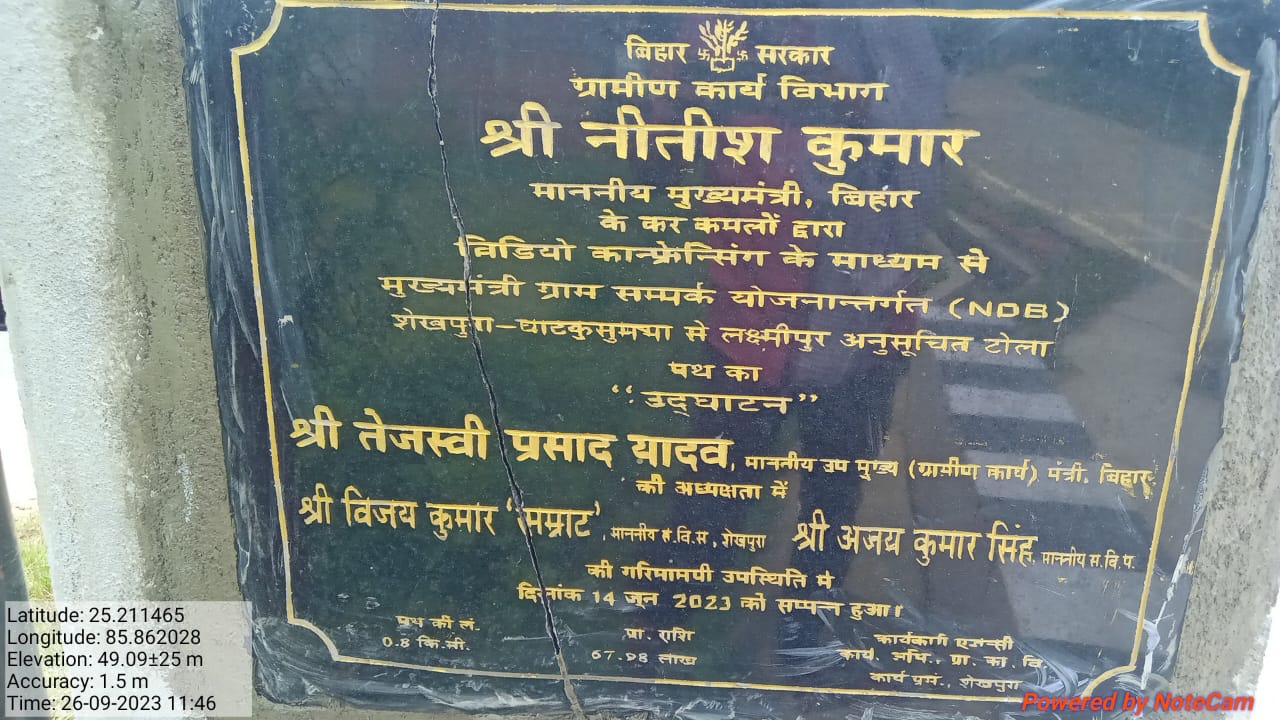 बिहार सरकार
ग्रामीण कार्य विभाग
श्री नीतीश कुमार
माननीय मुख्यमंत्री, बिहार
के कर कमलों द्वारा
विडियो कान्फ्रेन्सिंग के माध्यम से
मुख्यमंत्री ग्राम सम्पर्क योजनान्तर्गत (NDB)
शेखपुरा-घाटकुसुमभा से लक्ष्मीपुर अनुसूचित टोला
पथ का
"उद्घाटन"
श्री तेजस्वी प्रसाद यादव, माननीय उप मुख्य (ग्रामीण कार्य) मंत्री, बिहार
की अध्यक्षता में
श्री विजय कुमार 'सम्राट', माननीय स.वि.स, शेखपुरा श्री अजय कुमार सिंह, माननीय स.वि.प.
की गरिमामयी उपस्थिति में
दिनांक 14 जून 2023 को सम्पन्न हुआ।
पथ की लं. प्रा. राशि कार्यकारी एजेन्सी
0.8 कि.मी. 67.98 लाख कार्य. अभि., ग्रा. का. वि.
कार्य प्रम., शेखपुरा
Latitude: 25.211465
Longitude: 85.862028
Elevation: 49.09±25 m
Accuracy: 1.5 m
Time: 26-09-2023 11:46
Powered by NoteCam